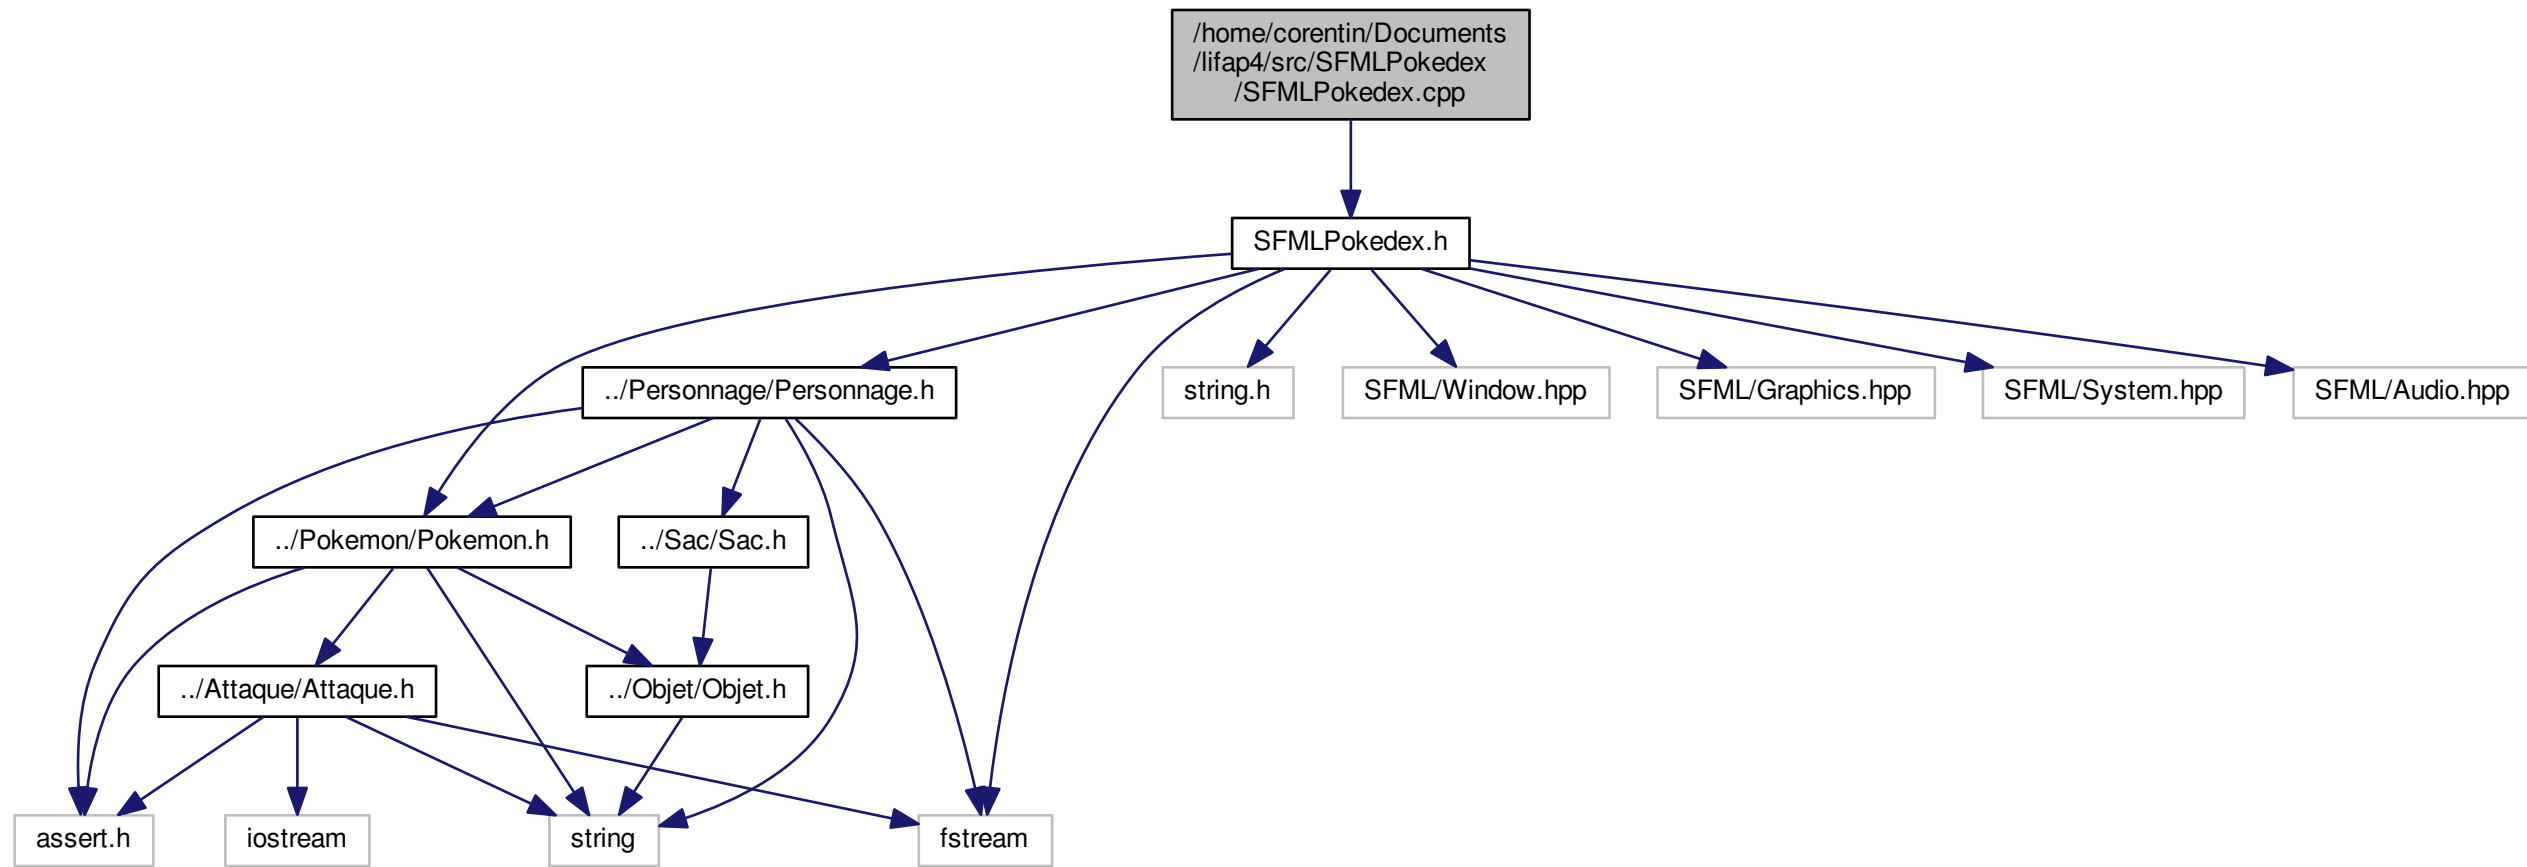 /home/corentin/Documents
/lifap4/src/SFMLPokedex
/SFMLPokedex.cpp
SFMLPokedex.h
../Personnage/Personnage.h
string.h
SFML/Window.hpp
SFML/Graphics.hpp
SFML/System.hpp
SFML/Audio.hpp
../Pokemon/Pokemon.h
../Sac/Sac.h
../Attaque/Attaque.h
../Objet/Objet.h
assert.h
iostream
string
fstream